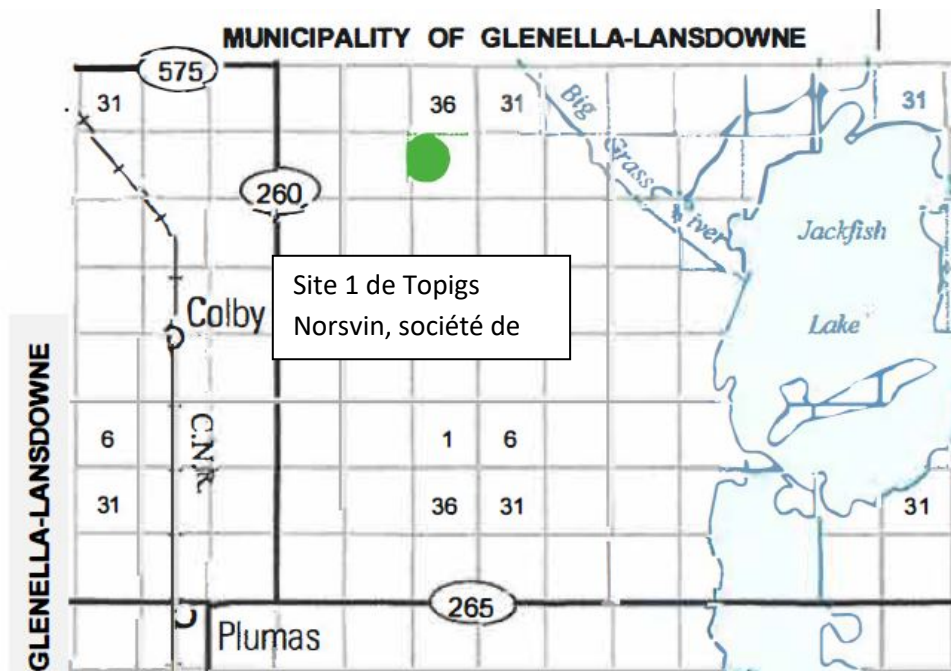 MUNICIPALITY OF GLENELLA-LANSDOWNE
575
31
36
31
31
Big Grass River
260
Jackfish
Lake
Site 1 de Topigs
Norsvin, société de
Colby
GLENELLA-LANSDOWNE
C.N.R.
6
1
6
31
36
31
31
265
Plumas